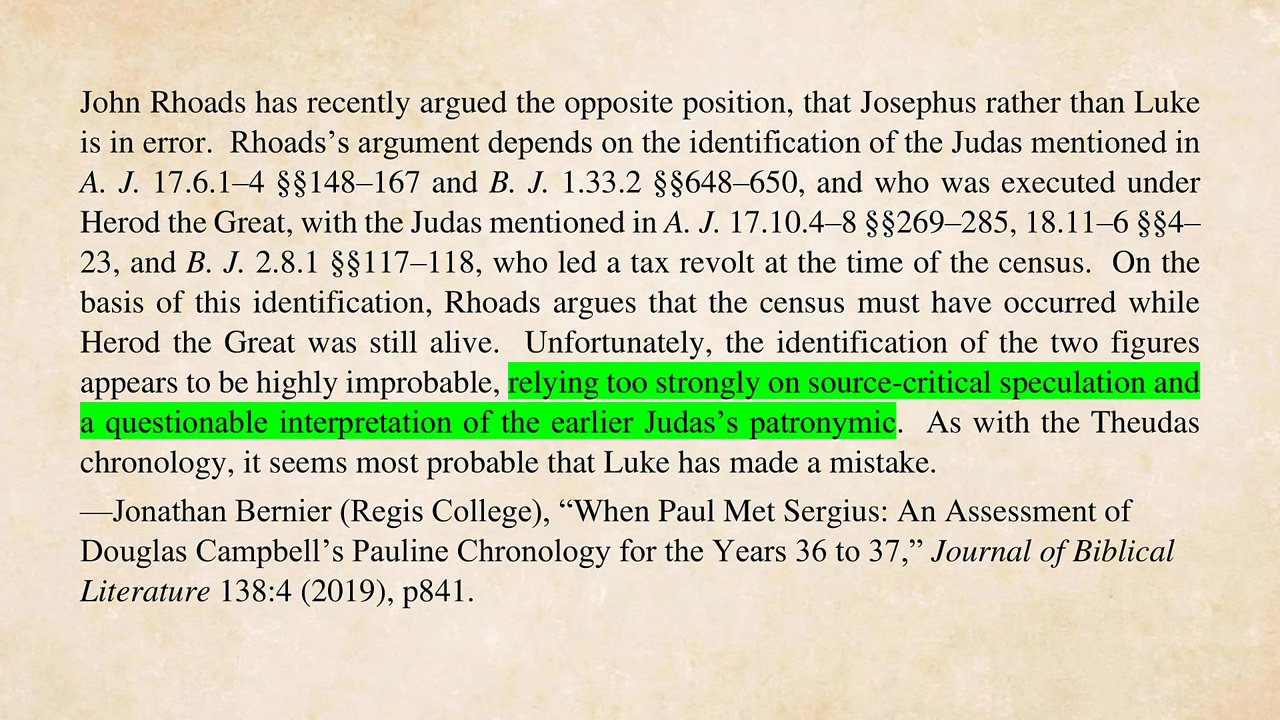 John Rhoads has recently argued the opposite position, that Josephus rather than Luke
is in error.  Rhoads’s argument depends on the identification of the Judas mentioned in
A. J. 17.6.1–4 §§148–167 and B. J. 1.33.2 §§648–650, and who was executed under
Herod the Great, with the Judas mentioned in A. J. 17.10.4–8 §§269–285, 18.11–6 §§4–
23, and B. J. 2.8.1 §§117–118, who led a tax revolt at the time of the census.  On the
basis of this identification, Rhoads argues that the census must have occurred while
Herod the Great was still alive.  Unfortunately, the identification of the two figures
appears to be highly improbable, relying too strongly on source-critical speculation and
a questionable interpretation of the earlier Judas’s patronymic.  As with the Theudas
chronology, it seems most probable that Luke has made a mistake.
—Jonathan Bernier (Regis College), “When Paul Met Sergius: An Assessment of
Douglas Campbell’s Pauline Chronology for the Years 36 to 37,” Journal of Biblical
Literature 138:4 (2019), p841.